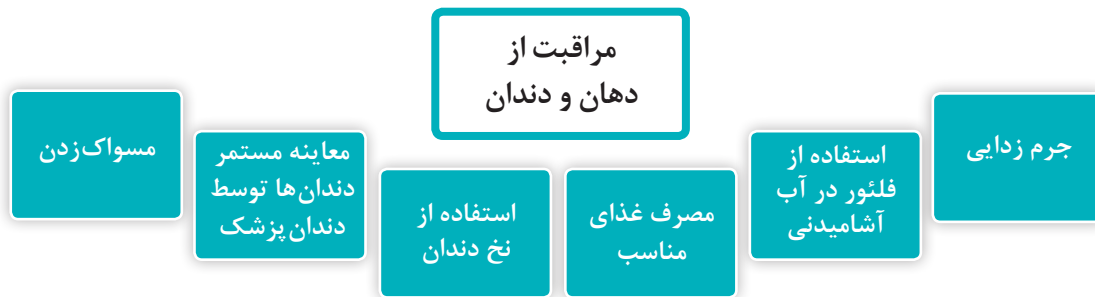 مراقبت از
دهان و دندان
جرم زدایی
استفاده از
فلئور در آب
آشامیدنی
مصرف غذای
مناسب
استفاده از
نخ دندان
معاینه مستمر
دندان‌ها توسط
دندان‌پزشک
مسواک‌زدن